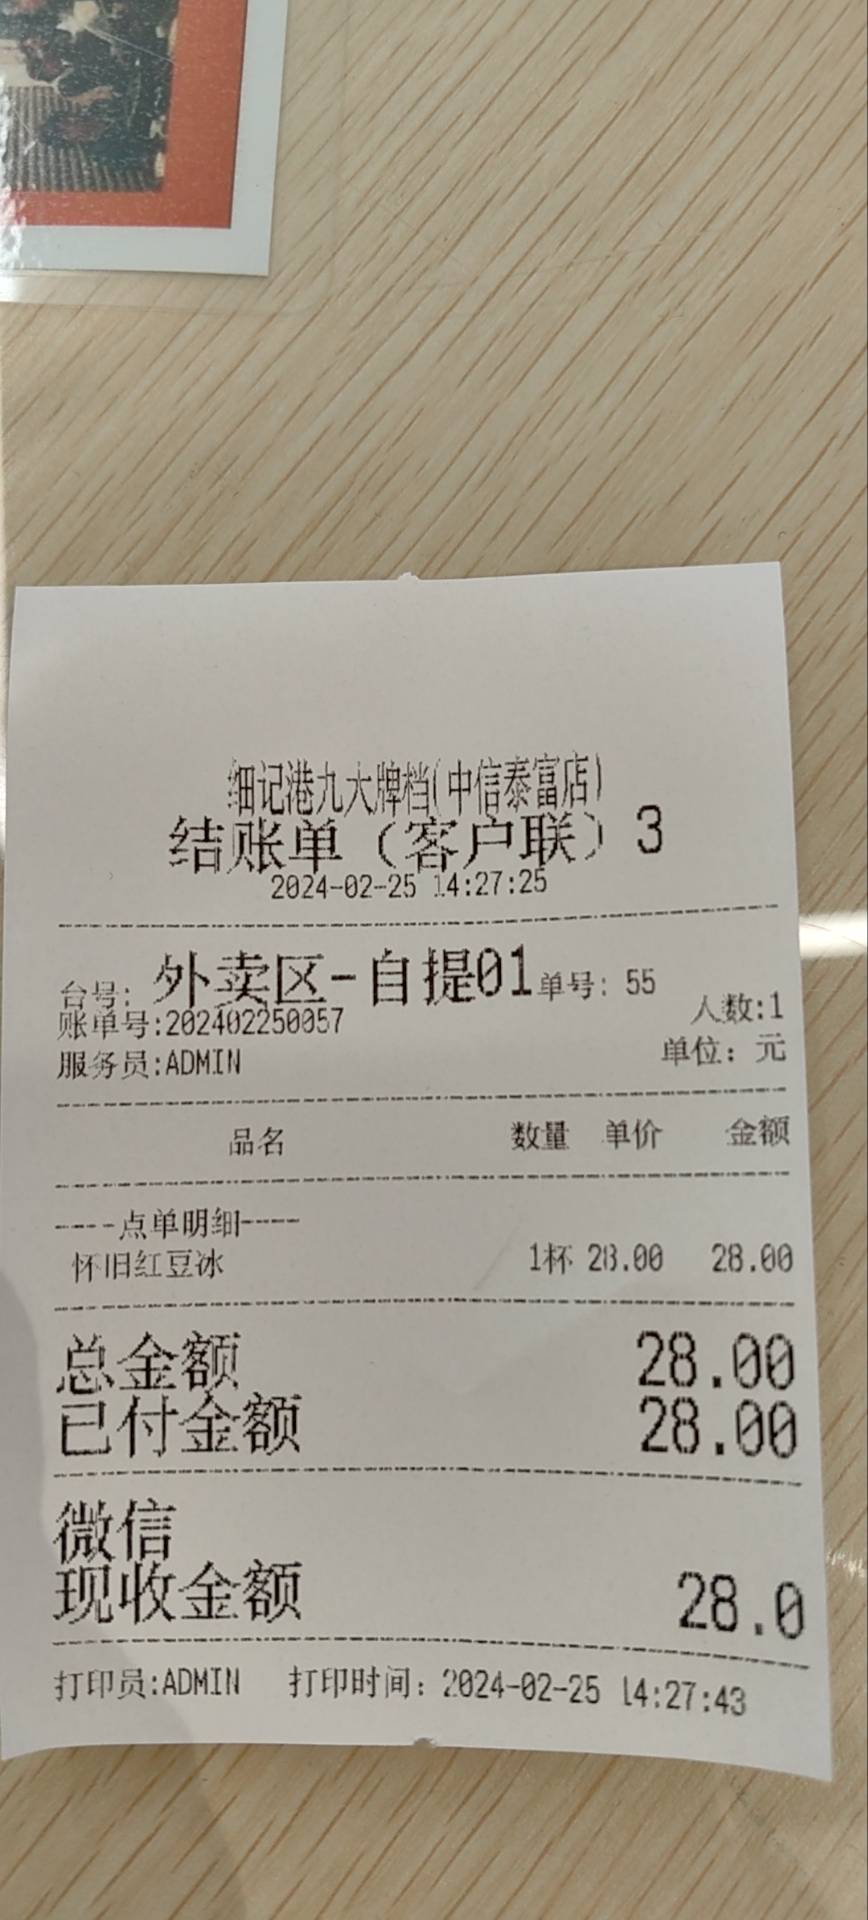 细记港九大牌档(中信泰富店)
结账单（客户联）3
2024-02-25 14:27:25
台号: 外卖区-自提01 单号: 55
账单号:202402250057 人数:1
服务员:ADMIN 单位: 元
品名 数量 单价 金额
----点单明细----
怀旧红豆冰 1杯 28.00 28.00
总金额 28.00
已付金额 28.00
微信
现收金额 28.0
打印员:ADMIN 打印时间: 2024-02-25 14:27:43